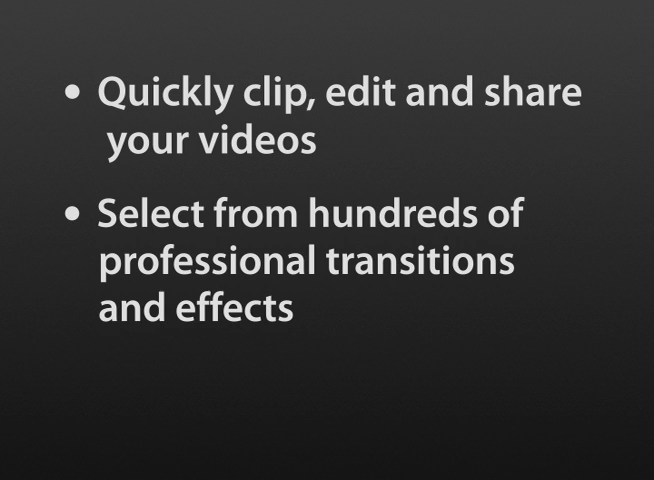 • Quickly clip, edit and share
your videos
• Select from hundreds of
professional transitions
and effects